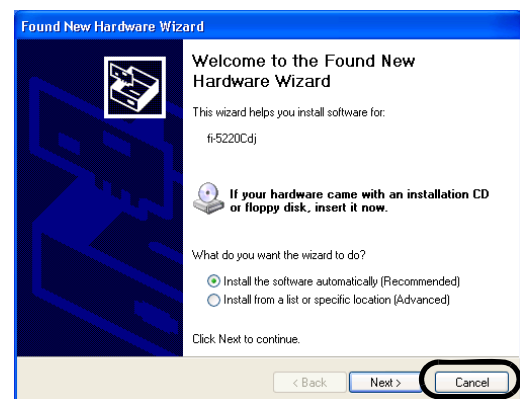 Found New Hardware Wizard
Welcome to the Found New
Hardware Wizard
This wizard helps you install software for:
fi-5220Cdj
If your hardware came with an installation CD
or floppy disk, insert it now.
What do you want the wizard to do?
Install the software automatically (Recommended)
Install from a list or specific location (Advanced)
Click Next to continue.
< Back
Next >
Cancel